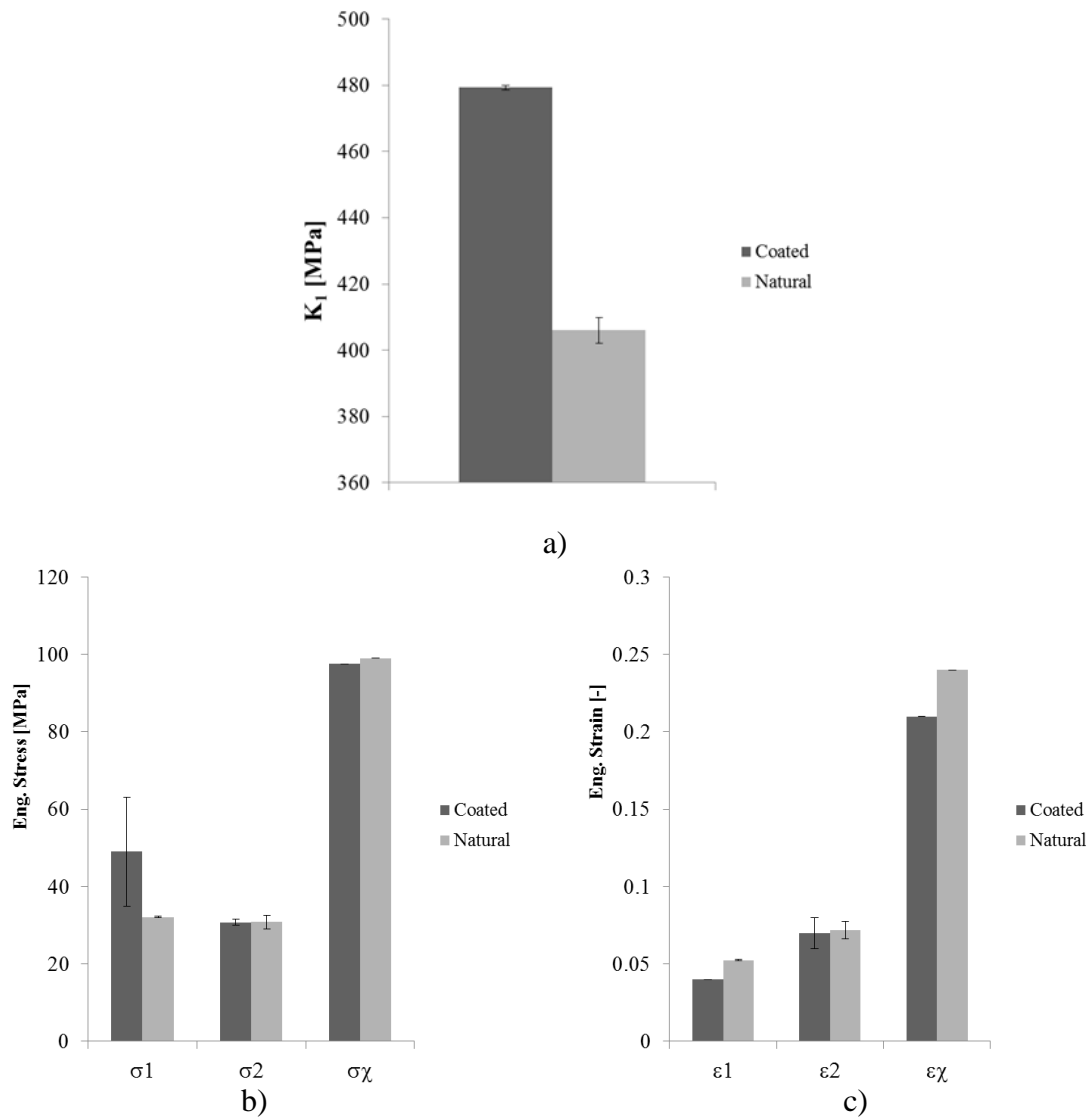 500
480
460
440
420
400
380
360
K1 [MPa]
Coated
Natural
a)
120
100
80
60
40
20
0
Eng. Stress [MPa]
σ1 σ2 σχ
Coated
Natural
b)
0.3
0.25
0.2
0.15
0.1
0.05
0
Eng. Strain [-]
ε1 ε2 εχ
Coated
Natural
c)